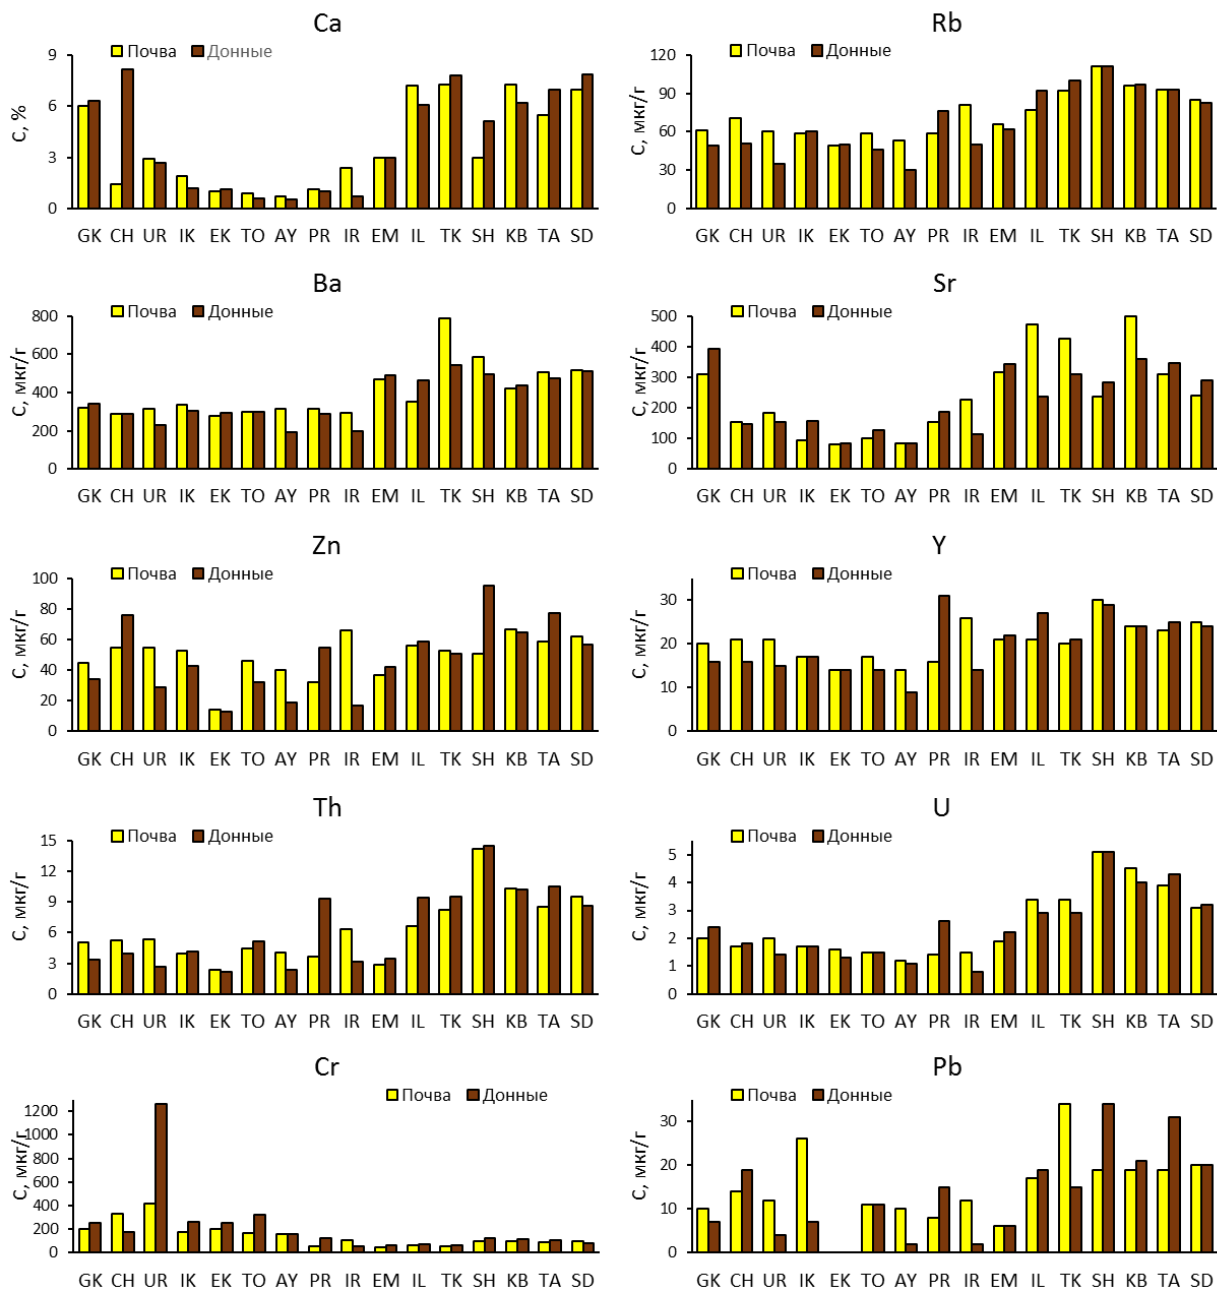 Ca
Почва Донные
С, %
9
6
3
0
GK CH UR IK EK TO AY PR IR EM IL TK SH KB TA SD
Rb
Почва Донные
С, мкг/г
120
90
60
30
0
GK CH UR IK EK TO AY PR IR EM IL TK SH KB TA SD
Ba
Почва Донные
С, мкг/г
800
600
400
200
0
GK CH UR IK EK TO AY PR IR EM IL TK SH KB TA SD
Sr
Почва Донные
С, мкг/г
500
400
300
200
100
0
GK CH UR IK EK TO AY PR IR EM IL TK SH KB TA SD
Zn
Почва Донные
С, мкг/г
100
80
60
40
20
0
GK CH UR IK EK TO AY PR IR EM IL TK SH KB TA SD
Y
Почва Донные
С, мкг/г
30
20
10
0
GK CH UR IK EK TO AY PR IR EM IL TK SH KB TA SD
Th
Почва Донные
С, мкг/г
15
12
9
6
3
0
GK CH UR IK EK TO AY PR IR EM IL TK SH KB TA SD
U
Почва Донные
С, мкг/г
5
4
3
2
1
0
GK CH UR IK EK TO AY PR IR EM IL TK SH KB TA SD
Cr
Почва Донные
С, мкг/г
1200
1000
800
600
400
200
0
GK CH UR IK EK TO AY PR IR EM IL TK SH KB TA SD
Pb
Почва Донные
С, мкг/г
30
20
10
0
GK CH UR IK EK TO AY PR IR EM IL TK SH KB TA SD